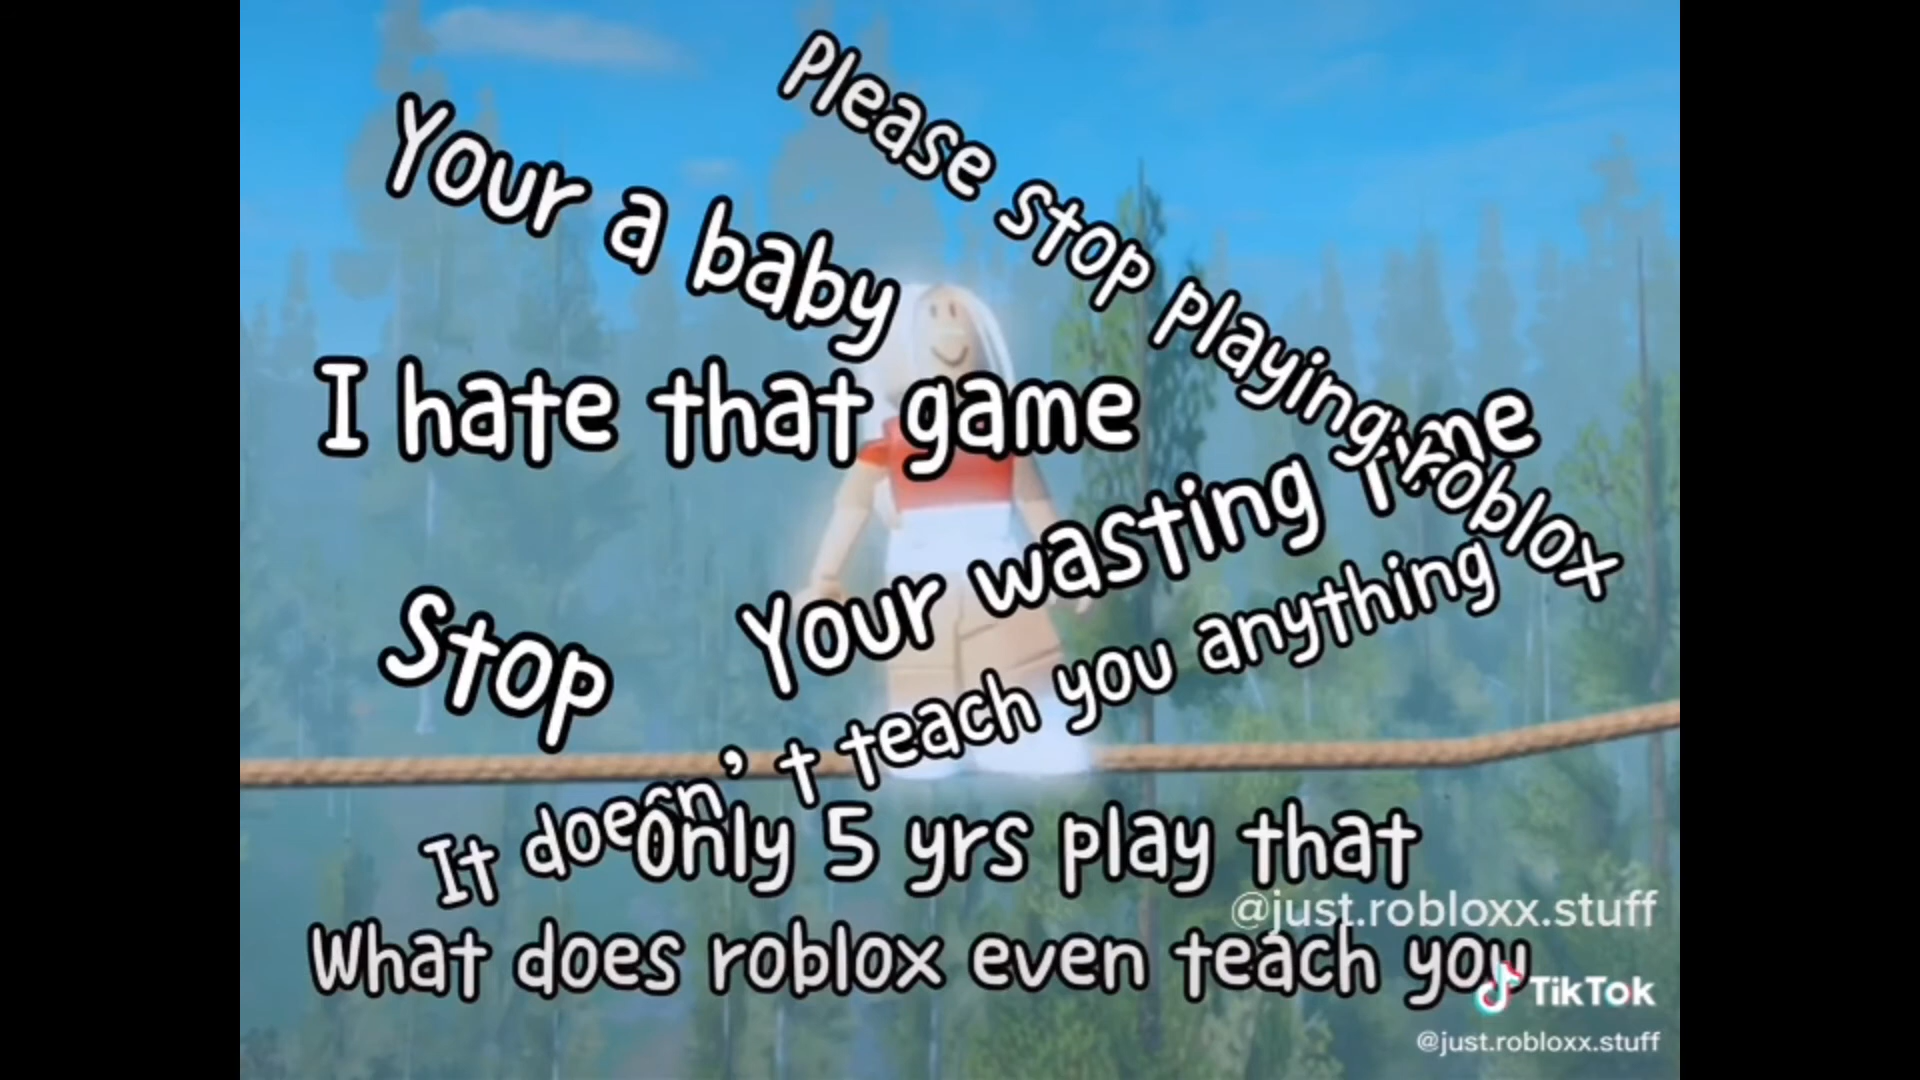 Please stop playing roblox
Your a baby
I hate that game
Your wasting time
Stop
It doesn't teach you anything
Only 5 yrs play that
@just.robloxx.stuff
What does roblox even teach you
TikTok
@just.robloxx.stuff